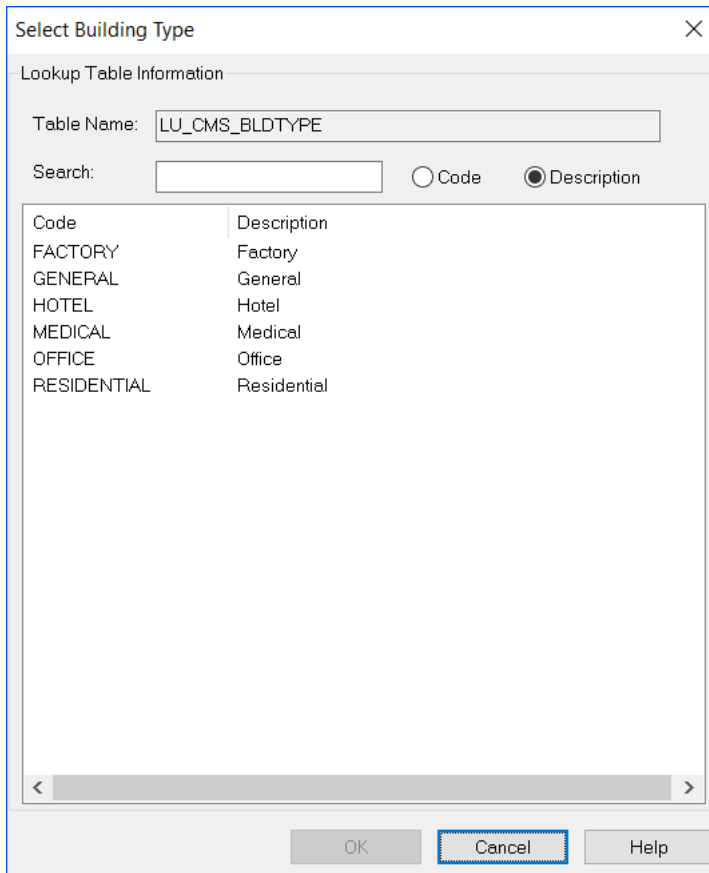 Select Building Type
Lookup Table Information
Table Name: LU_CMS_BLDTYPE
Search: Code Description
Code Description
FACTORY Factory
GENERAL General
HOTEL Hotel
MEDICAL Medical
OFFICE Office
RESIDENTIAL Residential
OK Cancel Help